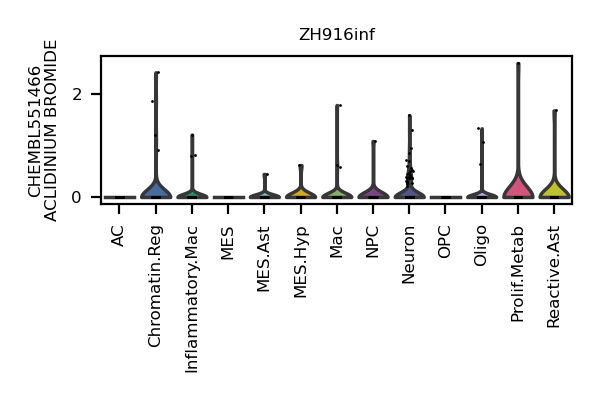 ZH916inf
CHEMBL551466
ACLIDINIUM BROMIDE
2
0
AC
Chromatin.Reg
Inflammatory.Mac
MES
MES.Ast
MES.Hyp
Mac
NPC
Neuron
OPC
Oligo
Prolif.Metab
Reactive.Ast